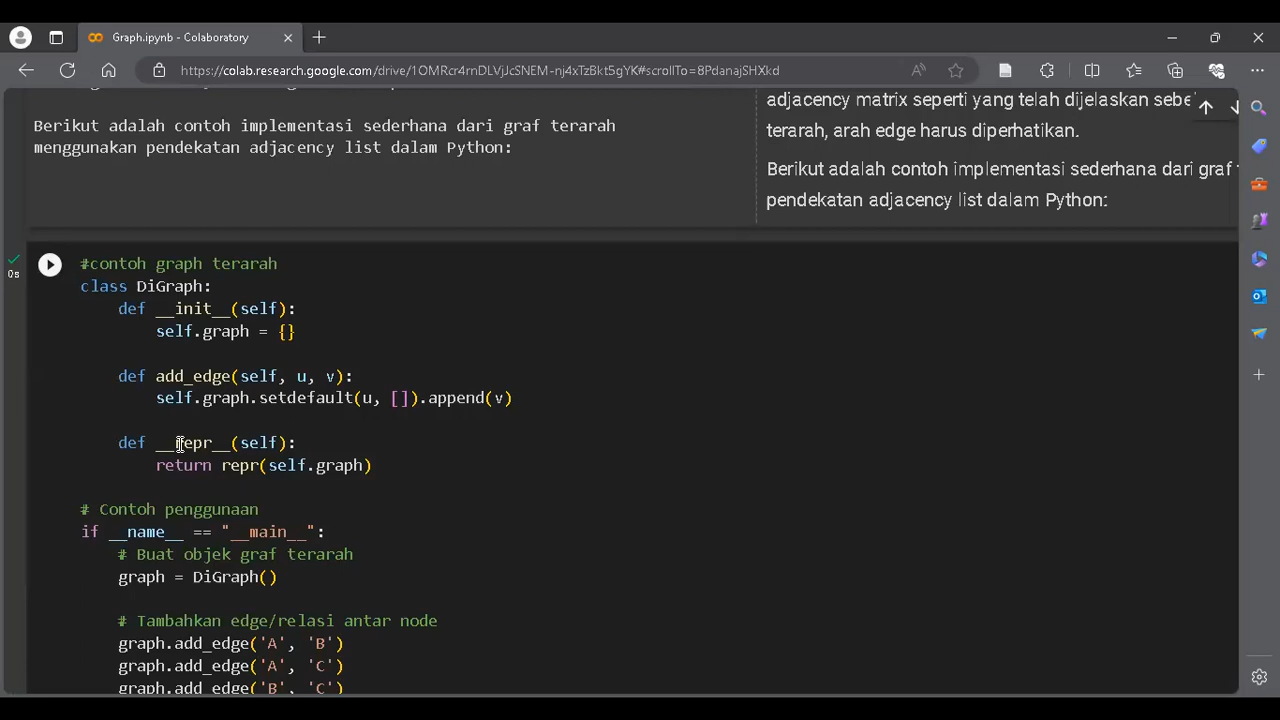 Graph.ipynb - Colaboratory
https://colab.research.google.com/drive/1OMRcr4rnDLVjJcSNEM-nj4xTzBkt5gYK#scrollTo=8PdanajSHXkd
Berikut adalah contoh implementasi sederhana dari graf terarah
menggunakan pendekatan adjacency list dalam Python:
adjacency matrix seperti yang telah dijelaskan sebe
terarah, arah edge harus diperhatikan.
Berikut adalah contoh implementasi sederhana dari graf
pendekatan adjacency list dalam Python:
0s
#contoh graph terarah
class DiGraph:
def __init__(self):
self.graph = {}
def add_edge(self, u, v):
self.graph.setdefault(u, []).append(v)
def __repr__(self):
return repr(self.graph)
# Contoh penggunaan
if __name__ == "__main__":
# Buat objek graf terarah
graph = DiGraph()
# Tambahkan edge/relasi antar node
graph.add_edge('A', 'B')
graph.add_edge('A', 'C')
graph.add_edge('B', 'C')